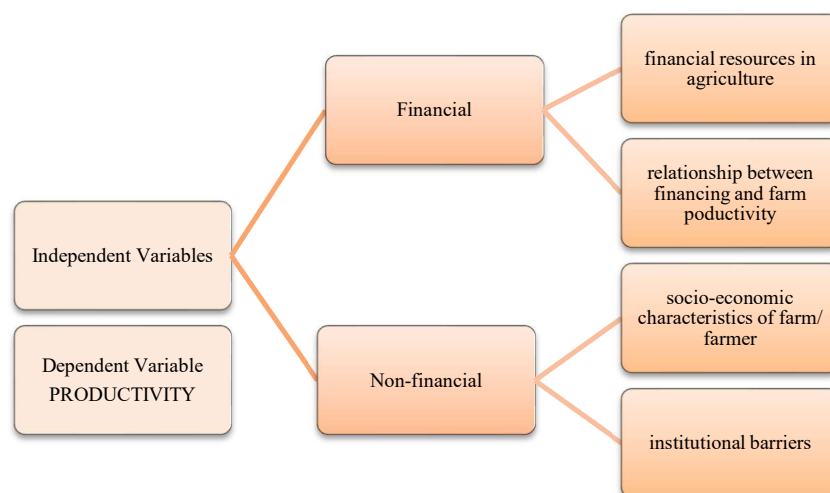 Independent Variables
Dependent Variable
PRODUCTIVITY
Financial
Non-financial
financial resources in
agriculture
relationship between
financing and farm
poductivity
socio-economic
characteristics of farm/
farmer
institutional barriers